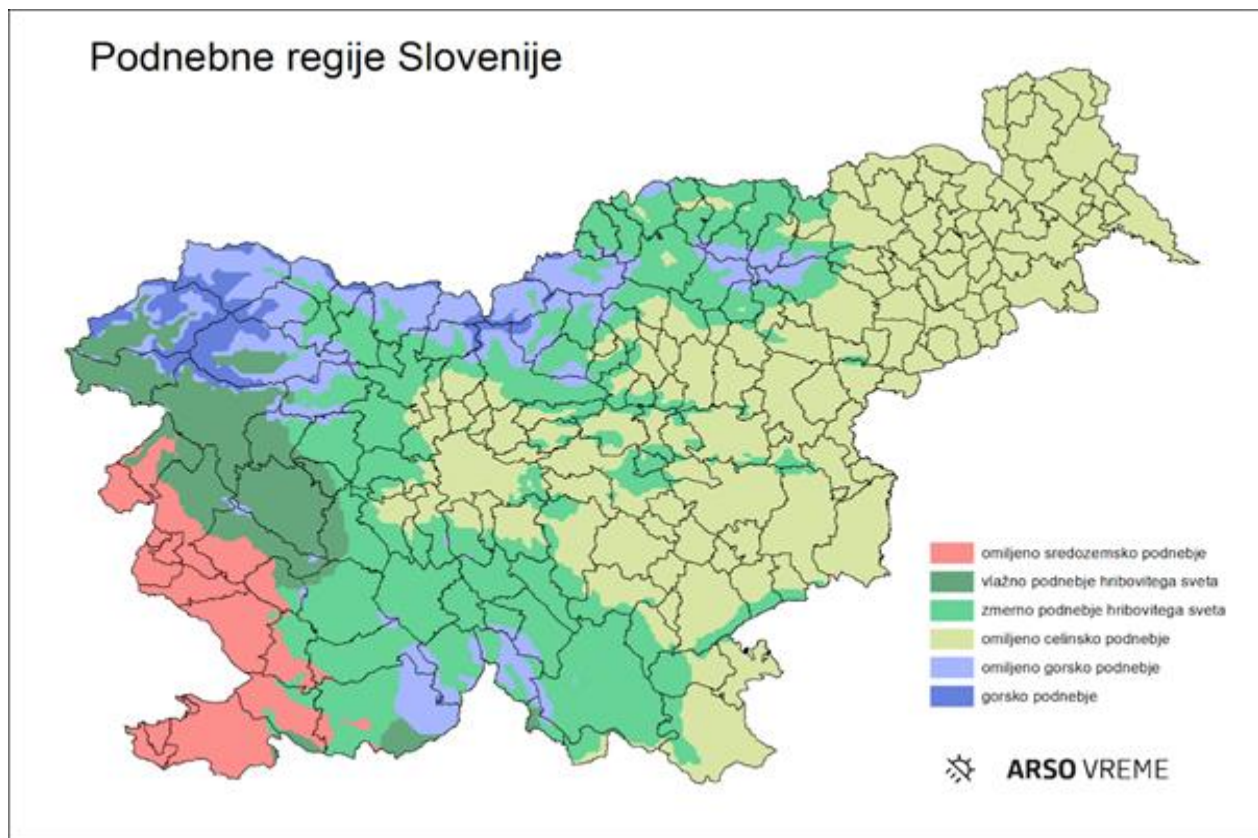 Podnebne regije Slovenije
omiljeno sredozemsko podnebje
vlažno podnebje hribovitega sveta
zmerno podnebje hribovitega sveta
omiljeno celinsko podnebje
omiljeno gorsko podnebje
gorsko podnebje
ARSO VREME